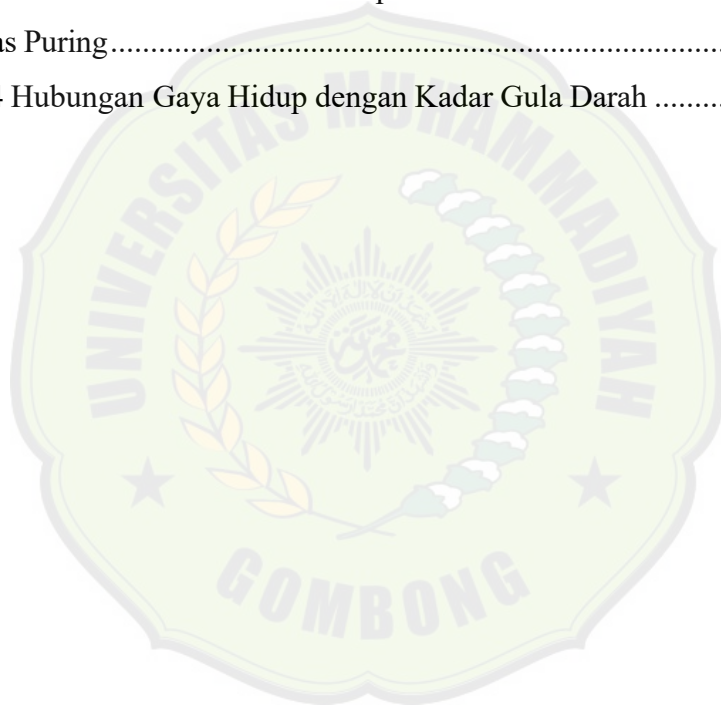 as Puring.......................................................................
Hubungan Gaya Hidup dengan Kadar Gula Darah .........
UNIVERSITAS MUHAMMADIYAH
GOMBONG